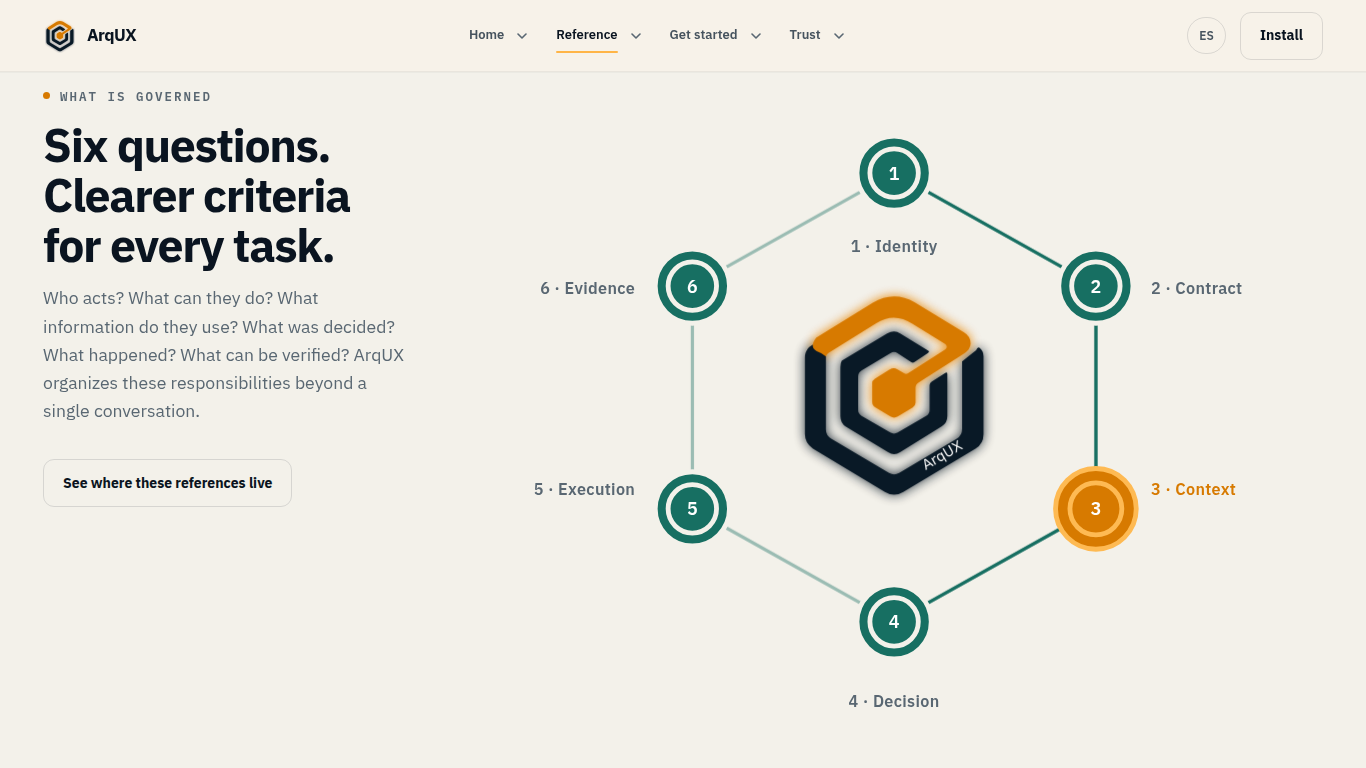 ArqUX
Home
Reference
Get started
Trust
ES
Install
WHAT IS GOVERNED
Six questions.
Clearer criteria
for every task.
Who acts? What can they do? What
information do they use? What was decided?
What happened? What can be verified? ArqUX
organizes these responsibilities beyond a
single conversation.
See where these references live
1
1 · Identity
2
2 · Contract
3
3 · Context
4
4 · Decision
5
5 · Execution
6
6 · Evidence
ArqUX